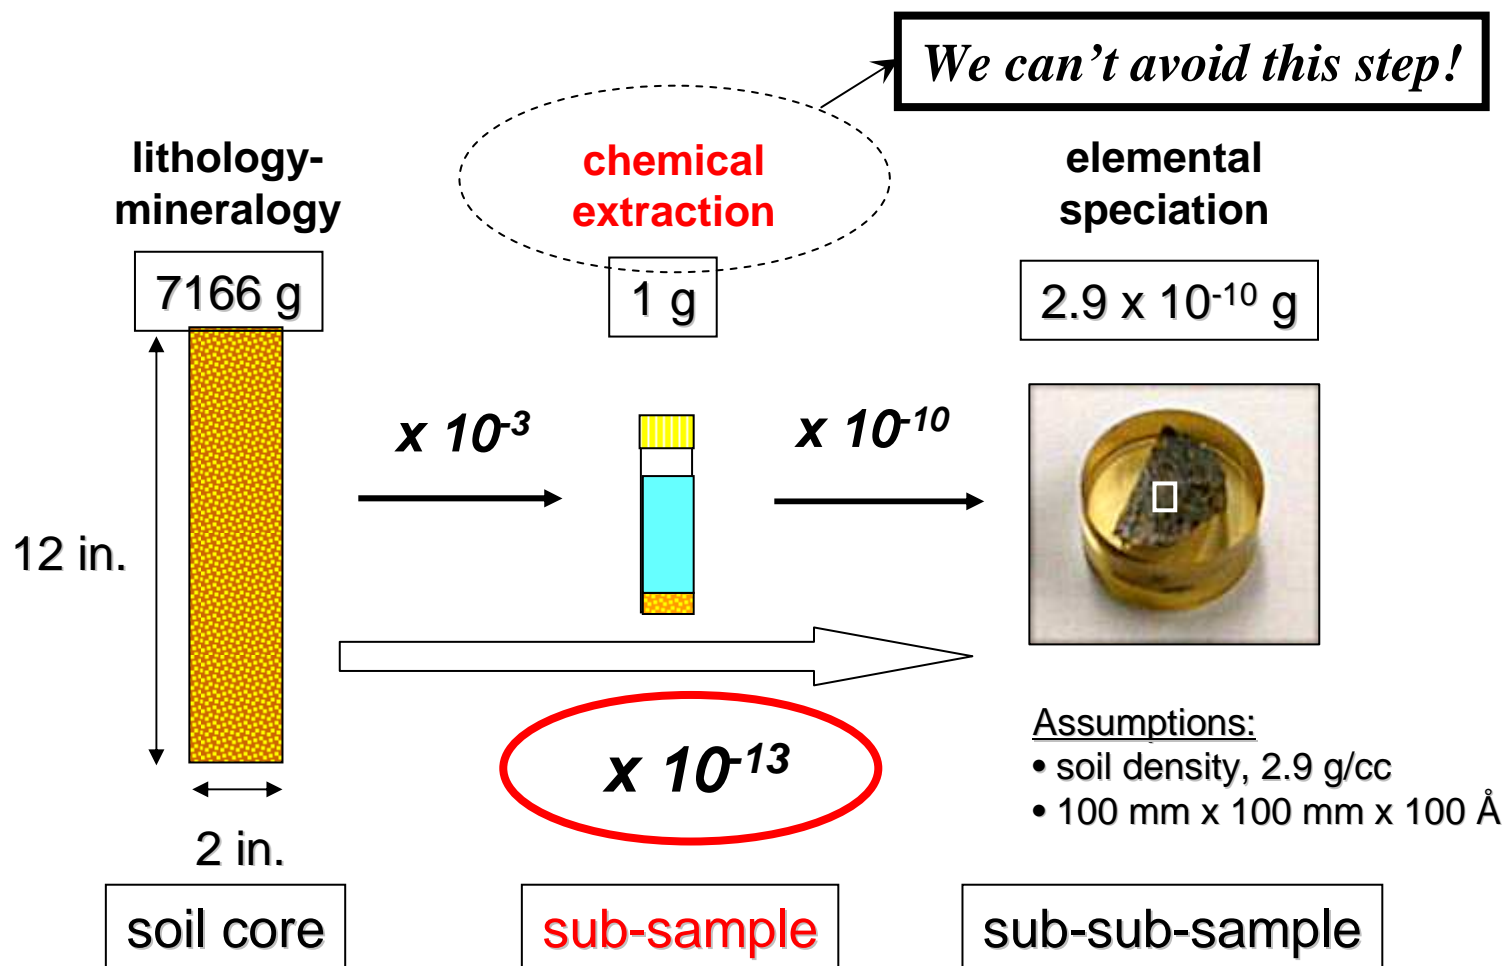 We can't avoid this step!
lithology-
mineralogy
chemical
extraction
elemental
speciation
7166 g
1 g
2.9 x 10⁻¹⁰ g
x 10⁻³
x 10⁻¹⁰
12 in.
x 10⁻¹³
2 in.
Assumptions:
• soil density, 2.9 g/cc
• 100 mm x 100 mm x 100 Å
soil core
sub-sample
sub-sub-sample